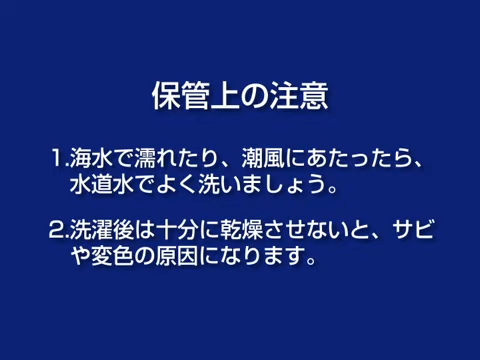 保管上の注意
1.海水で濡れたり、潮風にあたったら、
水道水でよく洗いましょう。
2.洗濯後は十分に乾燥させないと、サビ
や変色の原因になります。